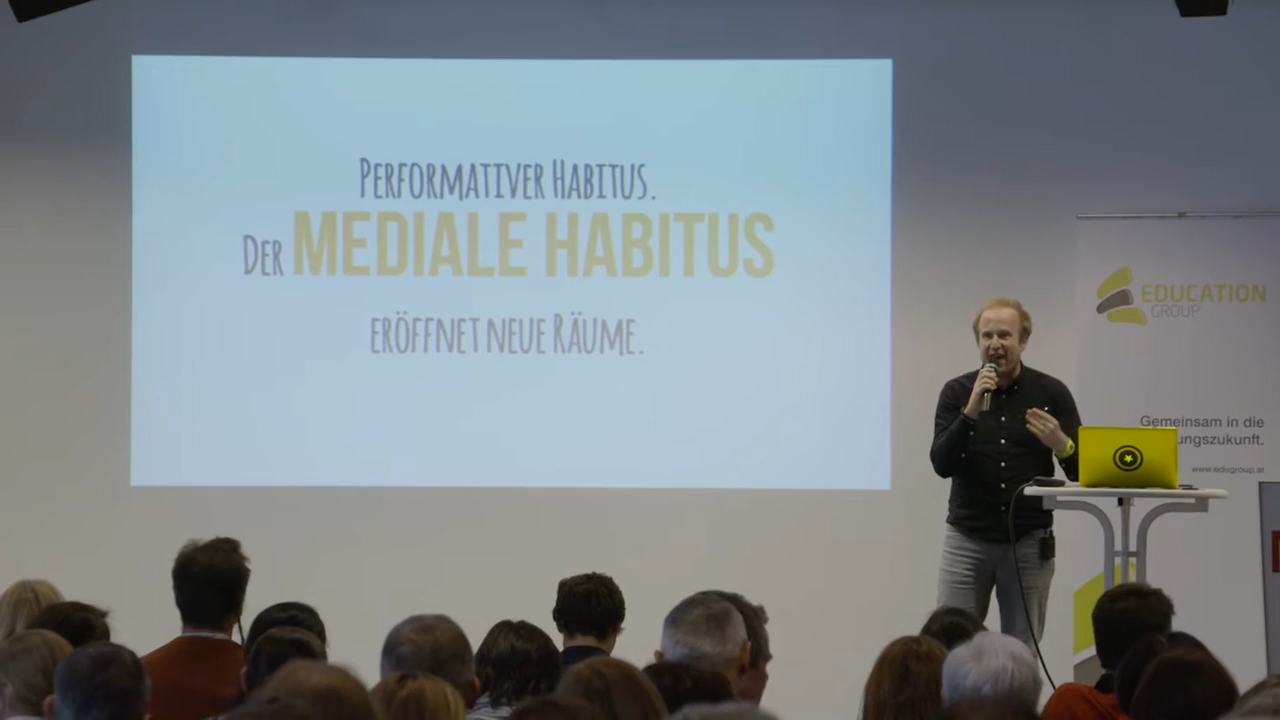 Performativer Habitus.
Der MEDIALE HABITUS
eröffnet neue Räume.
EDUCATION
GROUP
Gemeinsam in die
ungszukunft.
www.edugroup.at